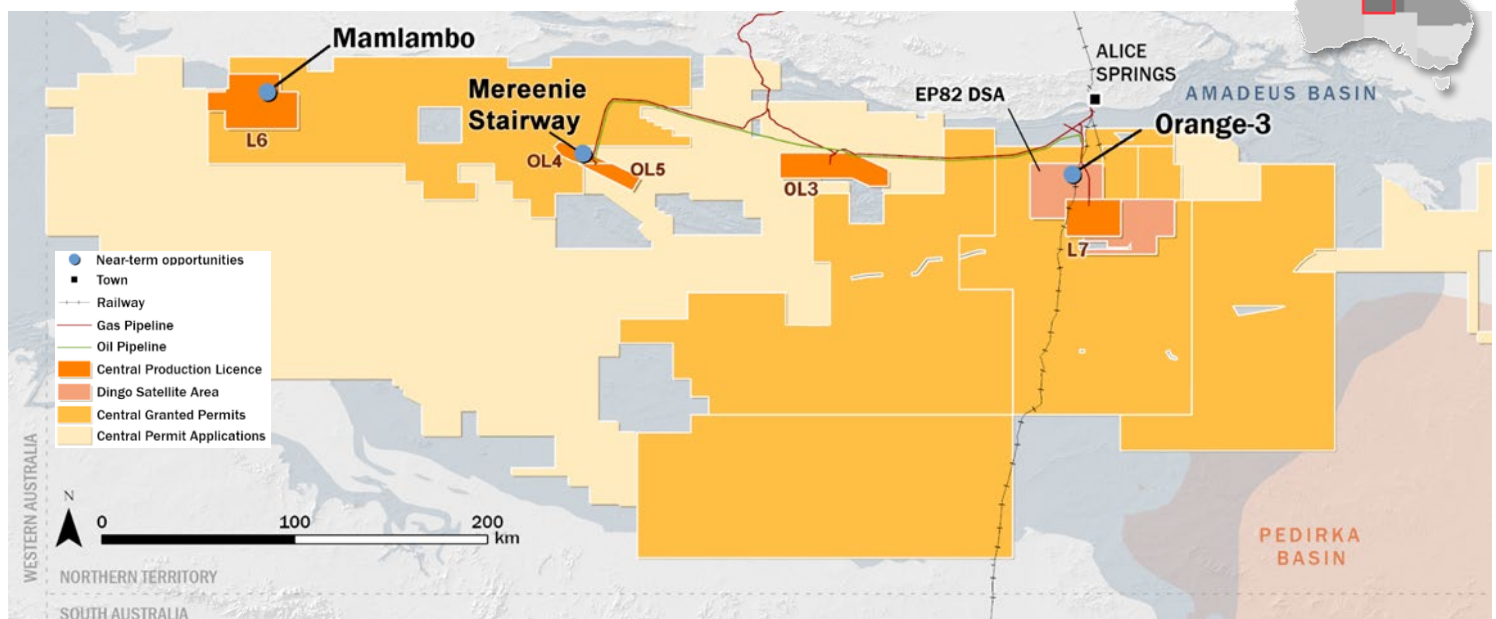 Mamlambo
Mereenie
Stairway
ALICE
SPRINGS
EP82 DSA
AMADEUS BASIN
Orange-3
L6
OL4
OL5
OL3
L7
Near-term opportunities
Town
Railway
Gas Pipeline
Oil Pipeline
Central Production Licence
Dingo Satellite Area
Central Granted Permits
Central Permit Applications
WESTERN AUSTRALIA
N
0 100 200
km
NORTHERN TERRITORY
SOUTH AUSTRALIA
PEDIRKA
BASIN